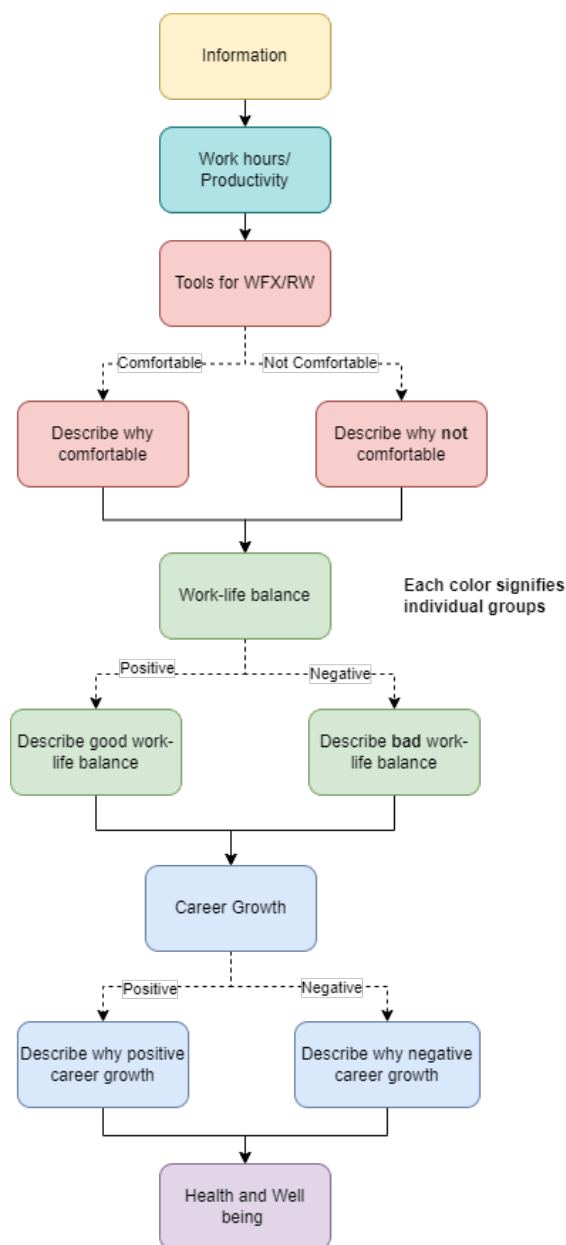 Information
Work hours/
Productivity
Tools for WFX/RW
Comfortable
Not Comfortable
Describe why
comfortable
Describe why not
comfortable
Work-life balance
Each color signifies
individual groups
Positive
Negative
Describe good work-
life balance
Describe bad work-
life balance
Career Growth
Positive
Negative
Describe why positive
career growth
Describe why negative
career growth
Health and Well
being